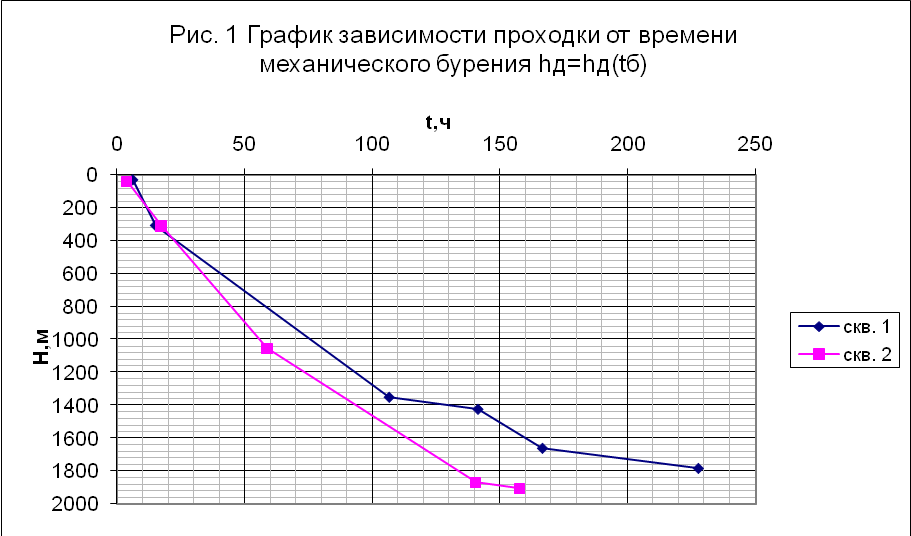 Рис. 1 График зависимости проходки от времени
механического бурения hд=hд(tб)
t,ч
0 50 100 150 200 250
0
200
400
600
800
1000
1200
1400
1600
1800
2000
Н,м
скв. 1
скв. 2